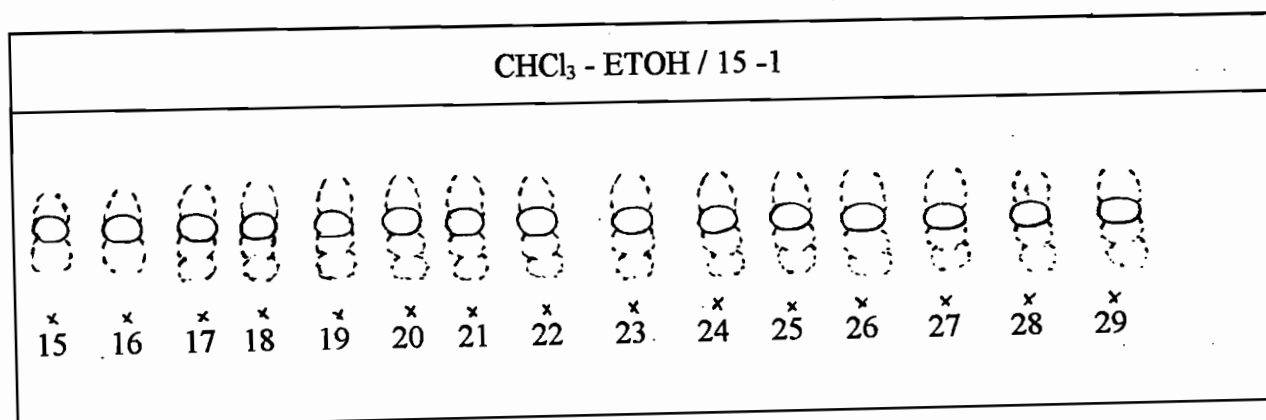 CHCl₃ - ETOH / 15 -1
x x x x x x x x x x x x x x x
15 16 17 18 19 20 21 22 23 24 25 26 27 28 29